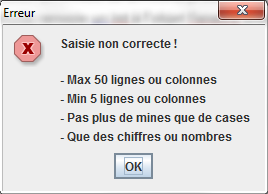 Erreur
Saisie non correcte !
- Max 50 lignes ou colonnes
- Min 5 lignes ou colonnes
- Pas plus de mines que de cases
- Que des chiffres ou nombres
OK